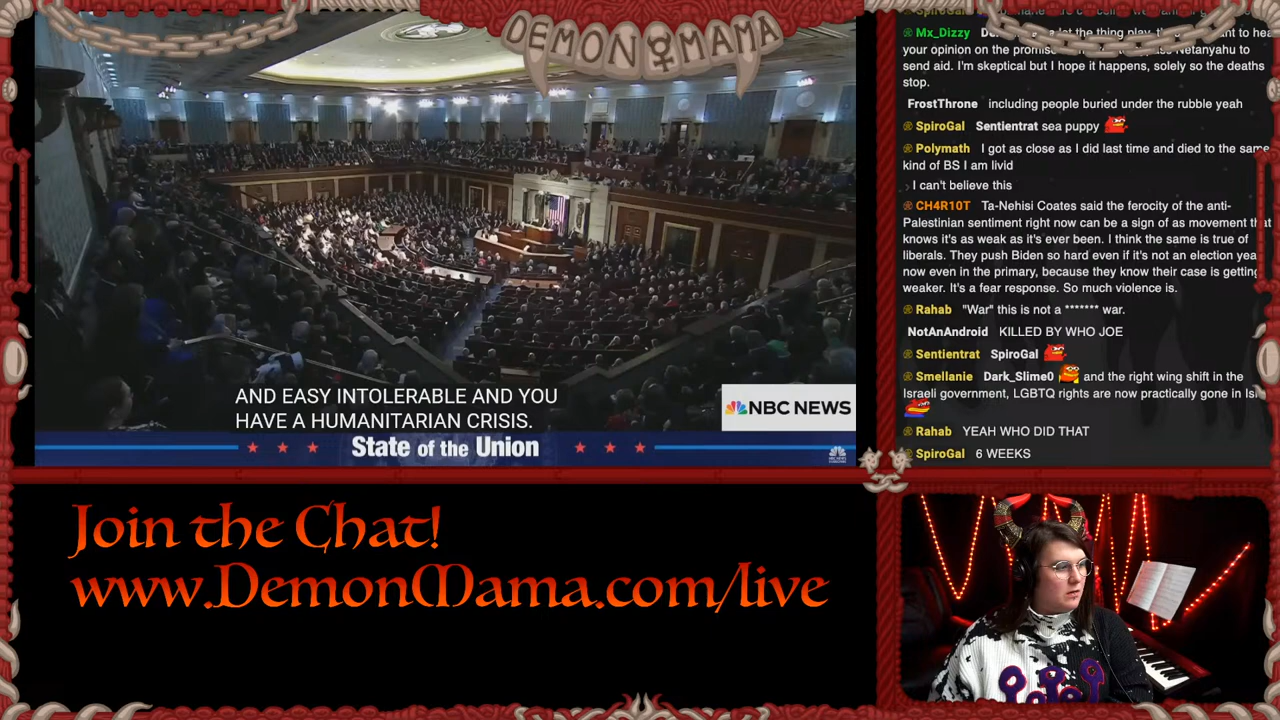 DEMON MAMA
Mx_Dizzy
your opinion on the
send aid. I'm skeptical but I hope it happens, solely so the deaths
stop.
FrostThrone including people buried under the rubble yeah
SpiroGal Sentientrat sea puppy
Polymath I got as close as I did last time and died to the same
kind of BS I am livid
I can't believe this
CH4R10T Ta-Nehisi Coates said the ferocity of the anti-
Palestinian sentiment right now can be a sign of as movement that
knows it's as weak as it's ever been. I think the same is true of
liberals. They push Biden so hard even if it's not an election yea
now even in the primary, because they know their case is getting
weaker. It's a fear response. So much violence is.
Rahab "War" this is not a ******* war.
NotAnAndroid KILLED BY WHO JOE
Sentientrat SpiroGal
Smellanie Dark_Slime0 and the right wing shift in the
Israeli government, LGBTQ rights are now practically gone in
Rahab YEAH WHO DID THAT
SpiroGal 6 WEEKS
AND EASY INTOLERABLE AND YOU
HAVE A HUMANITARIAN CRISIS.
NBC NEWS
State of the Union
Join the Chat!
www.DemonMama.com/live